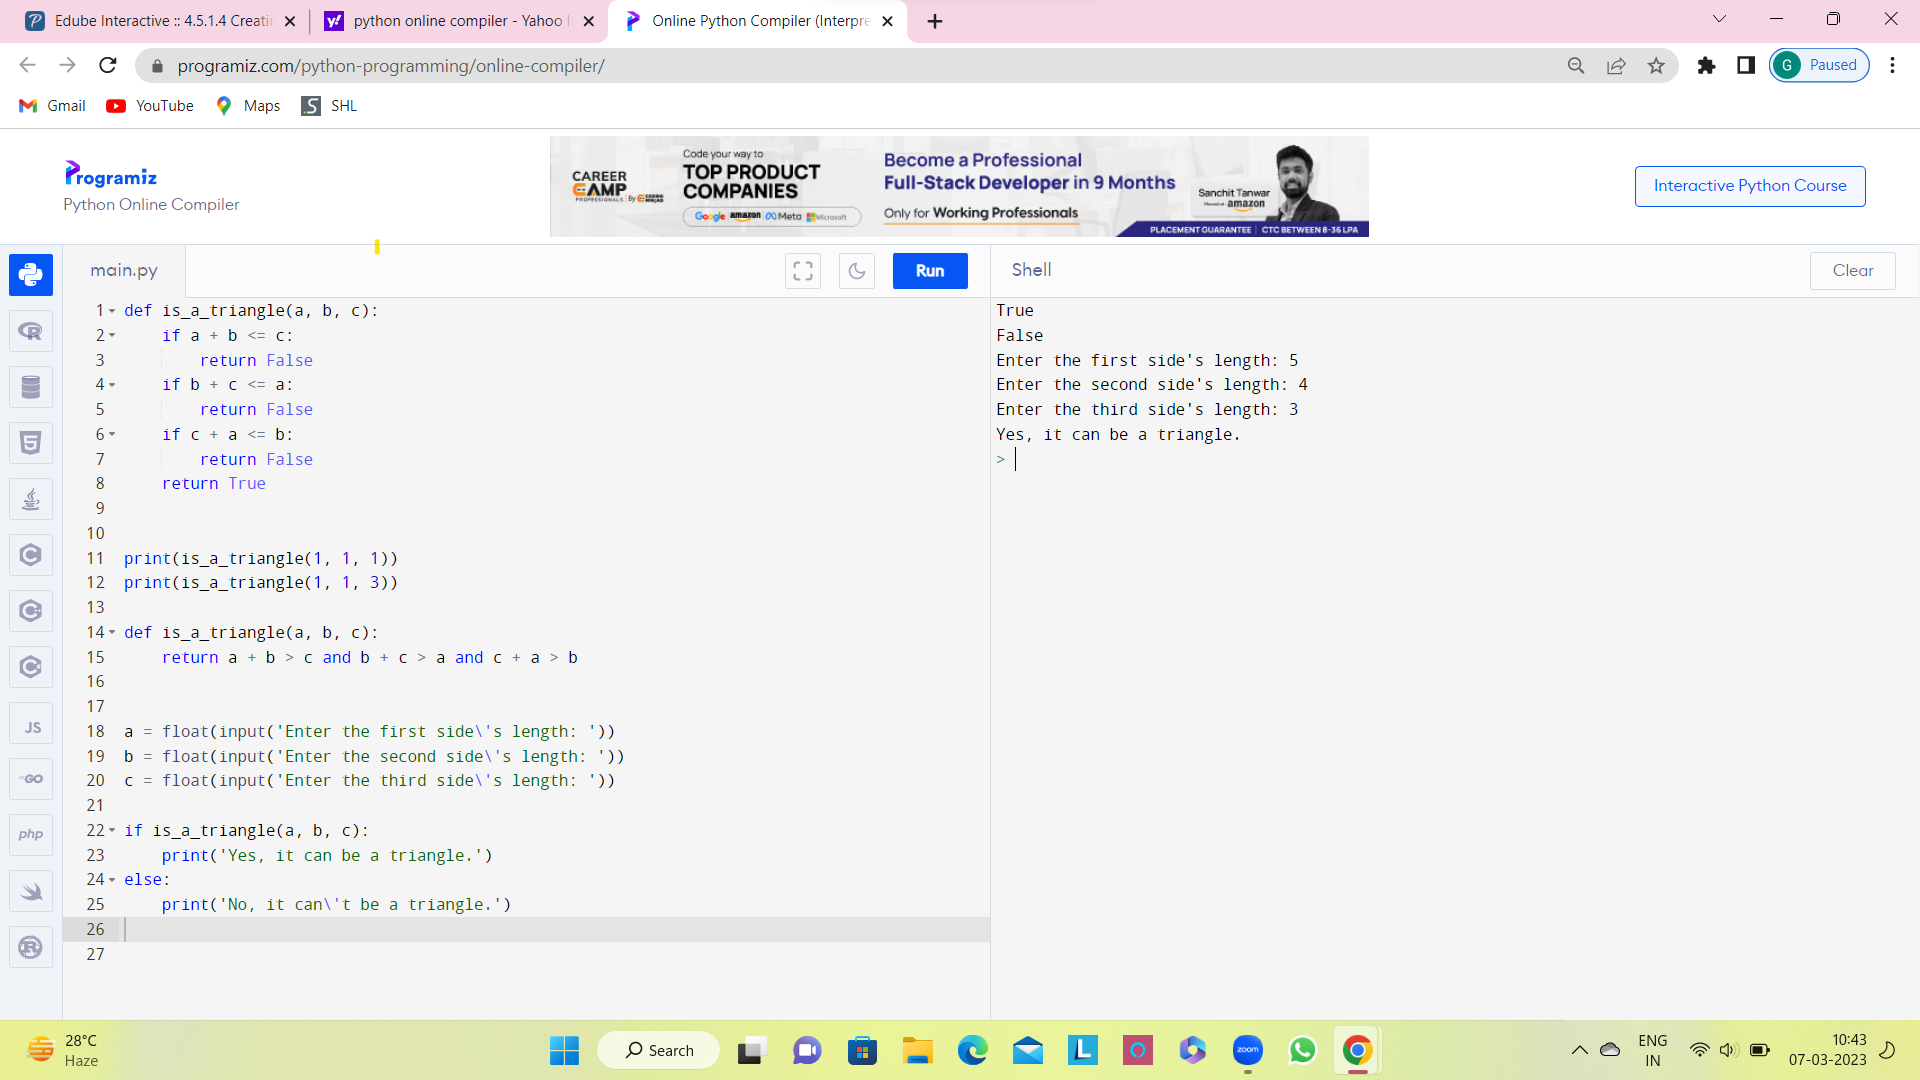 Edube Interactive :: 4.5.1.4 Creatin
python online compiler - Yahoo I
Online Python Compiler (Interpre
programiz.com/python-programming/online-compiler/
G Paused
Gmail YouTube Maps SHL
Programiz
Python Online Compiler
CAREER CAMP
PROFESSIONALS | By CODING NINJAS
Code your way to
TOP PRODUCT
COMPANIES
Google amazon Meta Microsoft
Become a Professional
Full-Stack Developer in 9 Months
Only for Working Professionals
Sanchit Tanwar
Placed at - amazon
PLACEMENT GUARANTEE | CTC BETWEEN 8-36 LPA
Interactive Python Course
main.py
Run
Shell
Clear
1 def is_a_triangle(a, b, c):
2     if a + b <= c:
3         return False
4     if b + c <= a:
5         return False
6     if c + a <= b:
7         return False
8     return True
9
10
11 print(is_a_triangle(1, 1, 1))
12 print(is_a_triangle(1, 1, 3))
13
14 def is_a_triangle(a, b, c):
15     return a + b > c and b + c > a and c + a > b
16
17
18 a = float(input('Enter the first side\'s length: '))
19 b = float(input('Enter the second side\'s length: '))
20 c = float(input('Enter the third side\'s length: '))
21
22 if is_a_triangle(a, b, c):
23     print('Yes, it can be a triangle.')
24 else:
25     print('No, it can\'t be a triangle.')
26
27
True
False
Enter the first side's length: 5
Enter the second side's length: 4
Enter the third side's length: 3
Yes, it can be a triangle.
>
R
5
C
C
C
JS
GO
php
R
28°C
Haze
Search
L
zoom
ENG
IN
10:43
07-03-2023